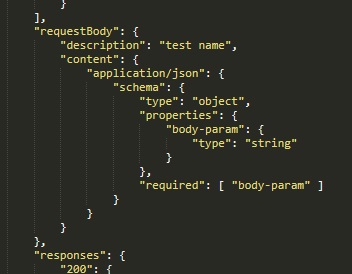 }
],
"requestBody": {
"description": "test name",
"content": {
"application/json": {
"schema": {
"type": "object",
"properties": {
"body-param": {
"type": "string"
}
},
"required": [ "body-param" ]
}
}
}
},
"responses": {
"200": {